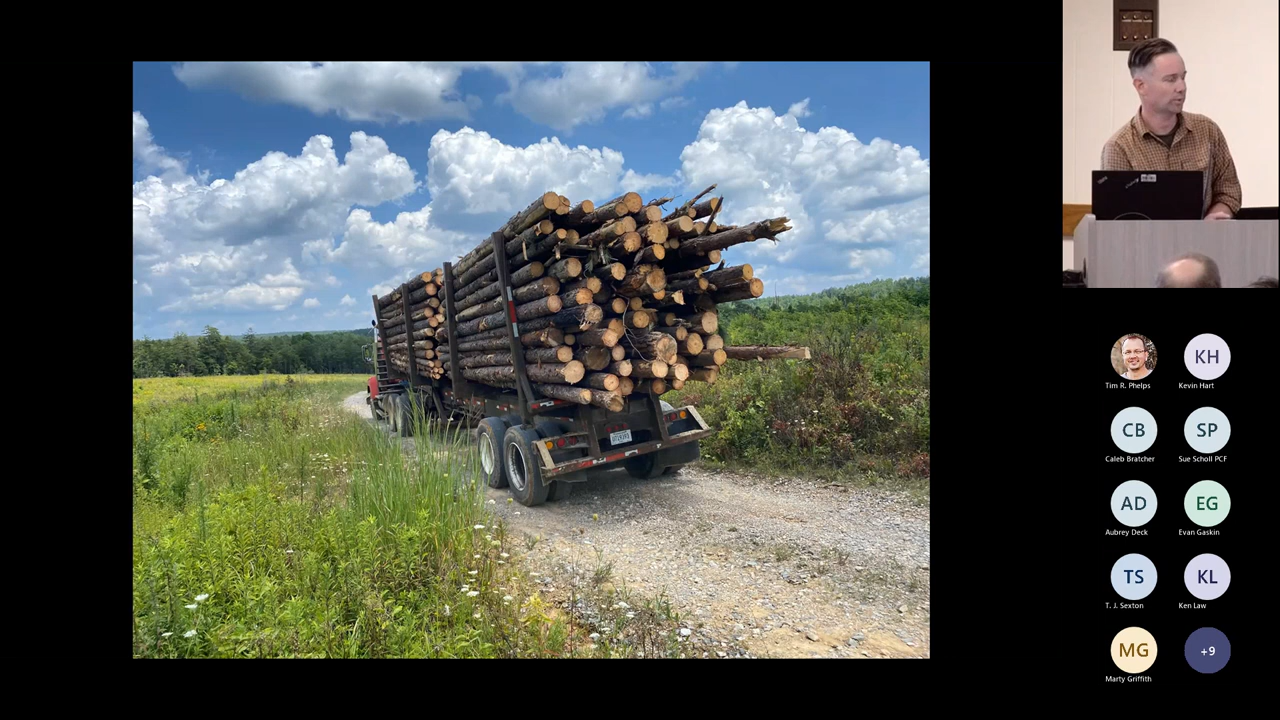 Tim R. Phelps
KH
Kevin Hart
CB
Caleb Bratcher
SP
Sue Scholl PCF
AD
Aubrey Deck
EG
Evan Gaskin
TS
T. J. Sexton
KL
Ken Law
MG
Marty Griffith
+9